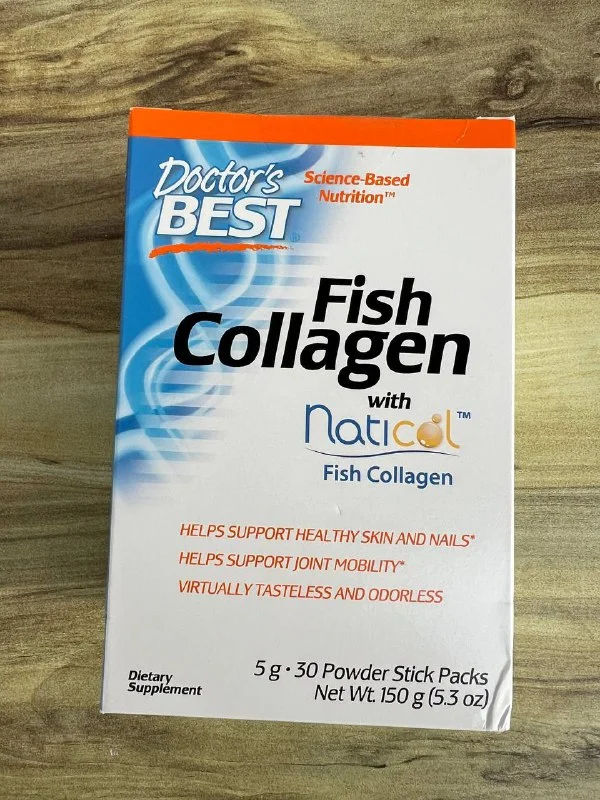 Doctor's
BEST
Science-Based
Nutrition™
Fish
Collagen
with
Naticol™
Fish Collagen
HELPS SUPPORT HEALTHY SKIN AND NAILS*
HELPS SUPPORT JOINT MOBILITY*
VIRTUALLY TASTELESS AND ODORLESS
Dietary
Supplement
5 g • 30 Powder Stick Packs
Net Wt. 150 g (5.3 oz)